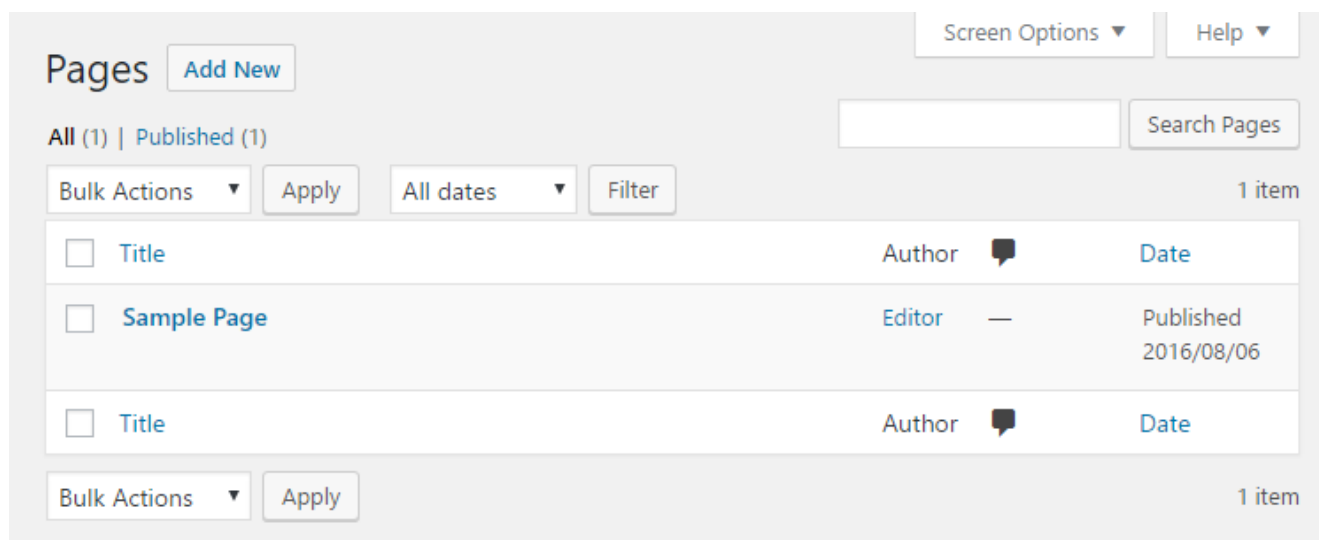 Screen Options ▼ Help ▼
Pages Add New
All (1) | Published (1) Search Pages
Bulk Actions ▼ Apply All dates ▼ Filter 1 item
Title Author Date
Sample Page Editor — Published
2016/08/06
Title Author Date
Bulk Actions ▼ Apply 1 item